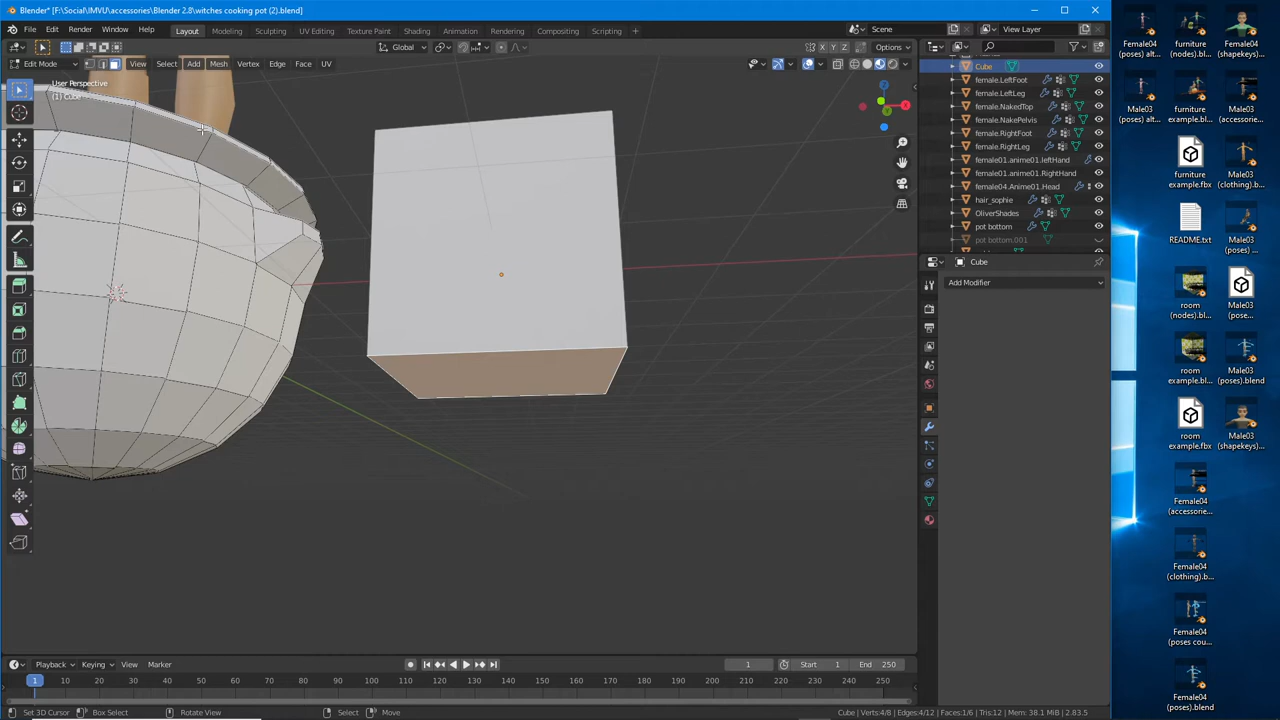 Blender* [F:\Social\IMVU\accessories\Blender 2.8\witches cooking pot (2).blend]
File Edit Render Window Help Layout Modeling Sculpting UV Editing Texture Paint Shading Animation Rendering Compositing Scripting + Scene View Layer
Global X Y Z Options
Edit Mode View Select Add Mesh Vertex Edge Face UV
User Perspective
(1) Cube
Cube
female.LeftFoot
female.LeftLeg
female.NakedTop
female.NakePelvis
female.RightFoot
female.RightLeg
female01.anime01.leftHand
female01.anime01.RightHand
female04.Anime01.Head
hair_sophie
OliverShades
pot bottom
pot bottom.001
Cube
Add Modifier
Playback Keying View Marker 1 Start 1 End 250
1 10 20 30 40 50 60 70 80 90 100 110 120 130 140 150 160 170 180 190 200 210 220 230 240 250
Set 3D Cursor Box Select Rotate View Select Move Cube | Verts:4/8 | Edges:4/12 | Faces:1/6 | Tris:12 | Mem: 38.1 MiB | 2.83.5
Female04
(poses) alt...
furniture
(nodes).bl...
Female04
(shapekeys)...
Male03
(poses) alt...
furniture
example.bl...
Male03
(accessorie...
furniture
example.fbx
Male03
(clothing).b...
README.txt
Male03
(poses...
room
(nodes).bl...
Male03
(pose...
room
example.bl...
Male03
(poses).blend
room
example.fbx
Male03
(shapekeys)...
Female04
(accessorie...
Female04
(clothing).b...
Female04
(poses cou...
Female04
(poses).blend